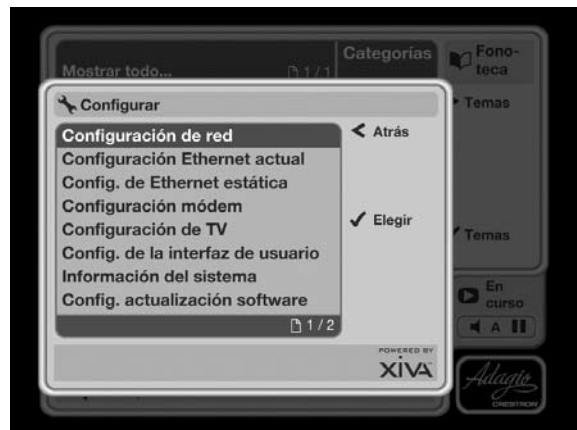 Categorías
Fono-
teca
Mostrar todo...
1/1
Configurar
Temas
Configuración de red
Atrás
Configuración Ethernet actual
Config. de Ethernet estática
Configuración módem
Elegir
Configuración de TV
Temas
Config. de la interfaz de usuario
Información del sistema
En
curso
Config. actualización software
1/2
A
POWERED BY
XiVA
Adagio
CRESTRON